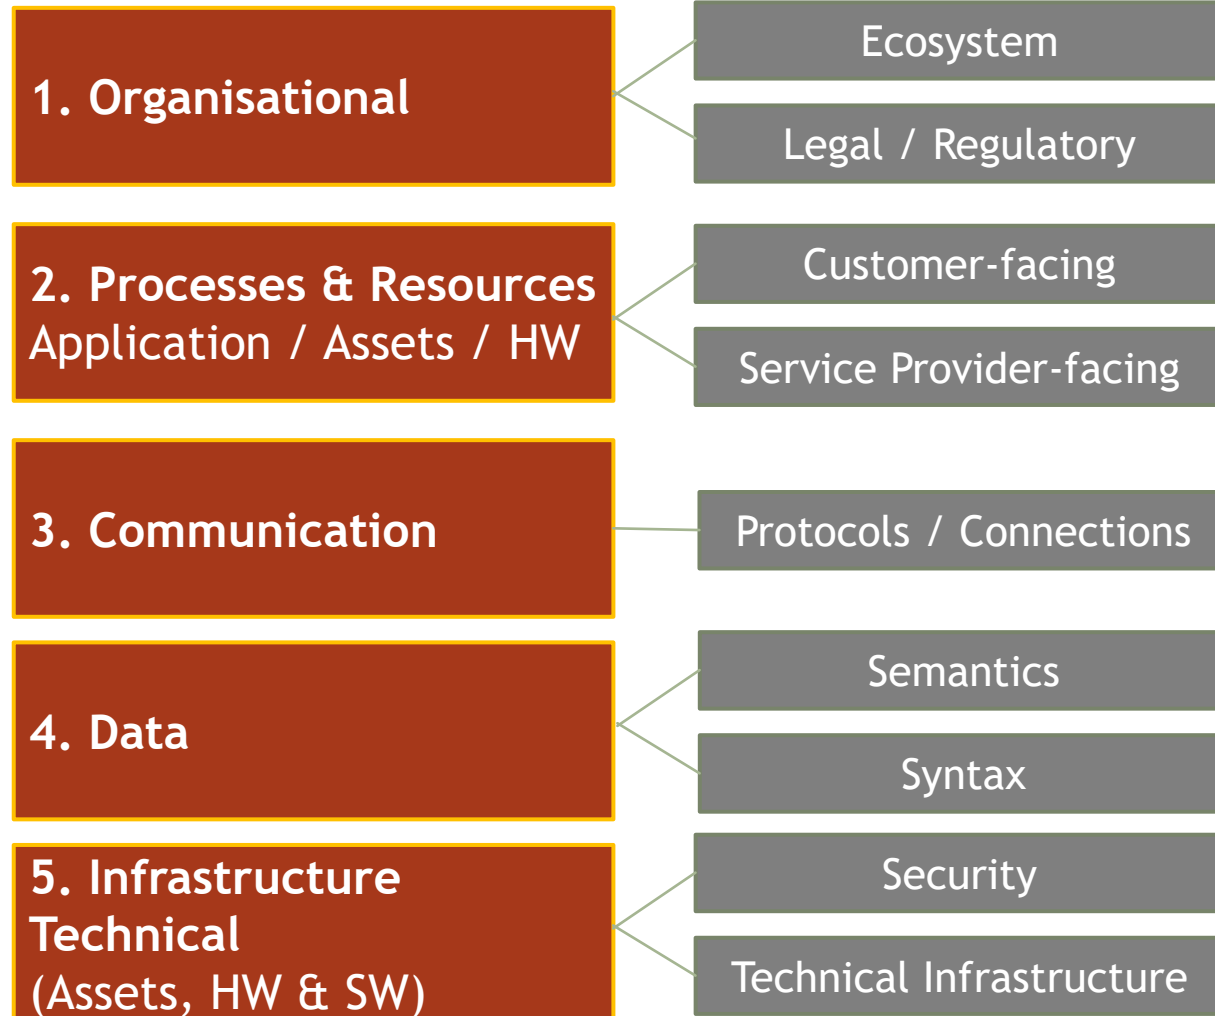 1. Organisational
Ecosystem
Legal / Regulatory
2. Processes & Resources
Application / Assets / HW
Customer-facing
Service Provider-facing
3. Communication
Protocols / Connections
4. Data
Semantics
Syntax
5. Infrastructure
Technical
(Assets, HW & SW)
Security
Technical Infrastructure